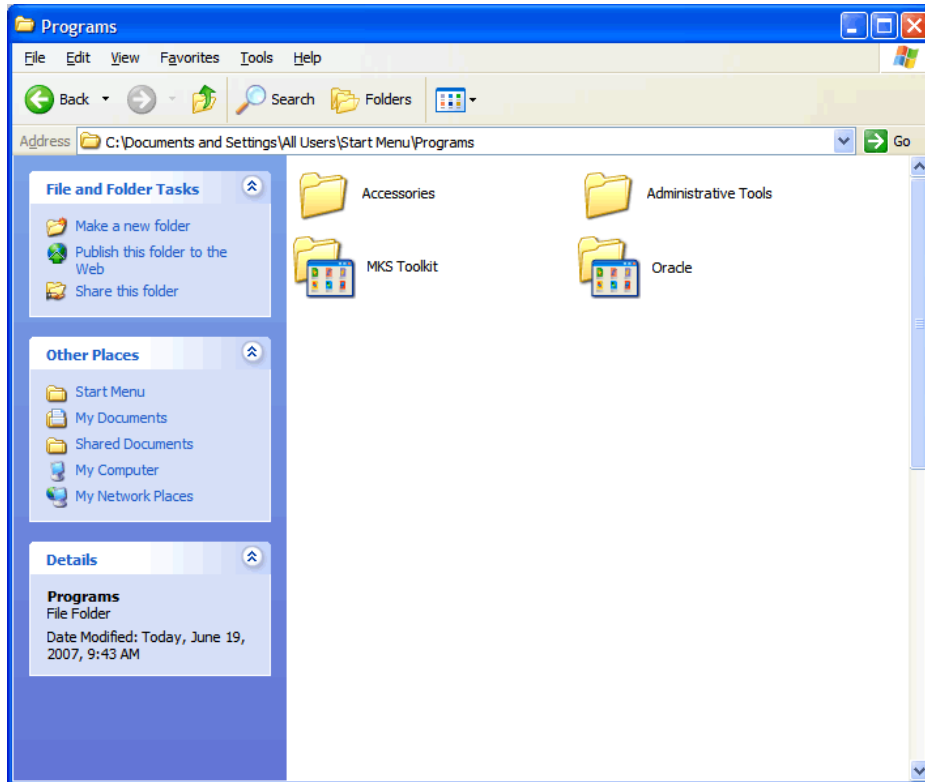 Programs
File Edit View Favorites Tools Help
Back Search Folders
Address C:\Documents and Settings\All Users\Start Menu\Programs Go
File and Folder Tasks
Make a new folder
Publish this folder to the
Web
Share this folder
Other Places
Start Menu
My Documents
Shared Documents
My Computer
My Network Places
Details
Programs
File Folder
Date Modified: Today, June 19,
2007, 9:43 AM
Accessories Administrative Tools
MKS Toolkit Oracle